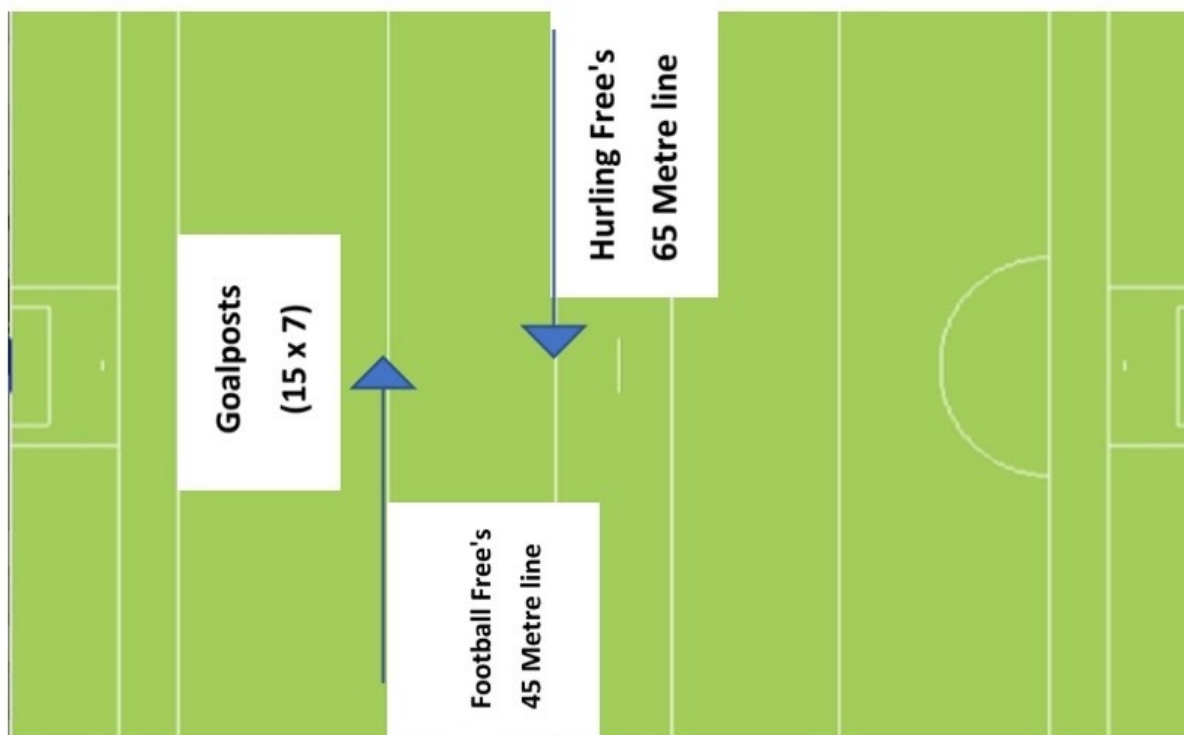 Goalposts
(15 x 7)
Football Free's
45 Metre line
Hurling Free's
65 Metre line